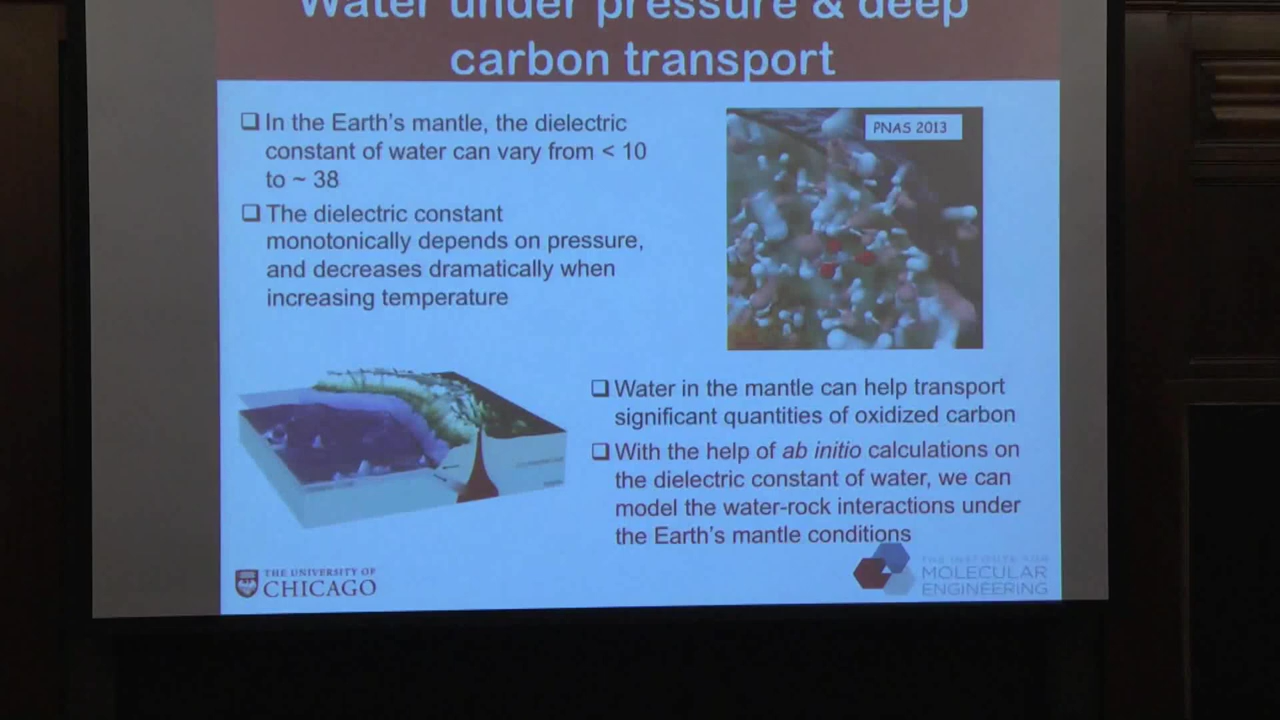 Water under pressure & deep
carbon transport
❑ In the Earth's mantle, the dielectric
constant of water can vary from < 10
to ~ 38
❑ The dielectric constant
monotonically depends on pressure,
and decreases dramatically when
increasing temperature
PNAS 2013
❑ Water in the mantle can help transport
significant quantities of oxidized carbon
❑ With the help of ab initio calculations on
the dielectric constant of water, we can
model the water-rock interactions under
the Earth's mantle conditions
THE UNIVERSITY OF
CHICAGO
THE INSTITUTE FOR
MOLECULAR
ENGINEERING